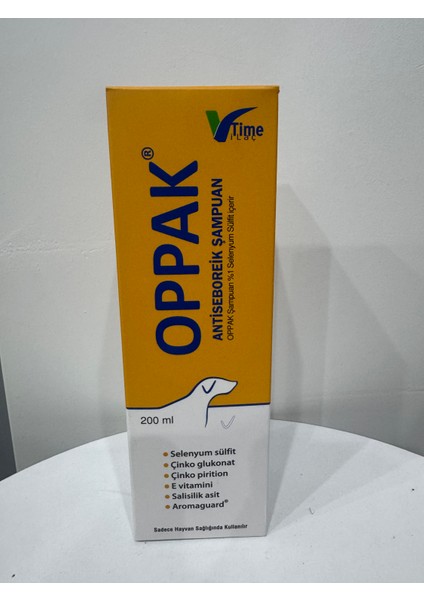 Time
İLAÇ
OPPAK®
ANTİSEBOREİK ŞAMPUAN
OPPAK Şampuan %1 Selenyum Sülfit içerir
200 ml
• Selenyum sülfit
• Çinko glukonat
• Çinko pirition
• E vitamini
• Salisilik asit
• Aromaguard®
Sadece Hayvan Sağlığında Kullanılır